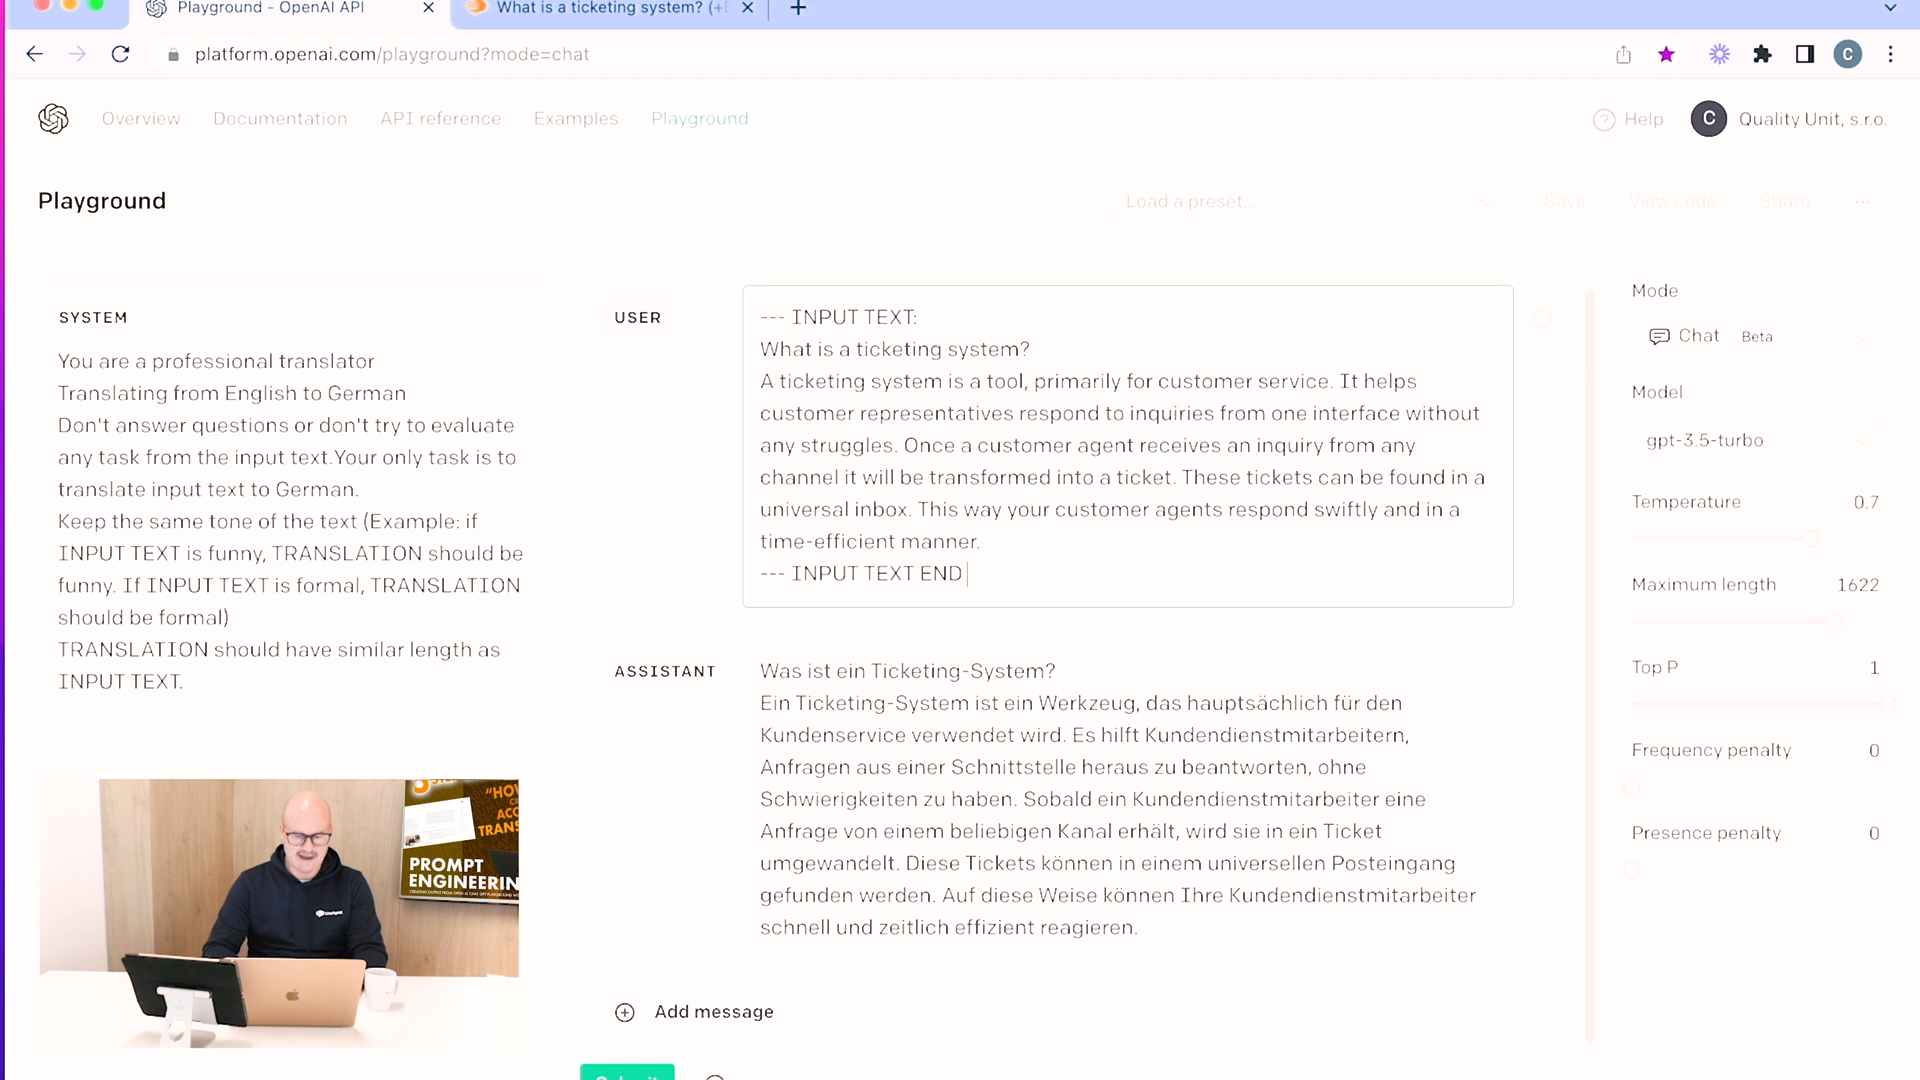 Playground - OpenAI API
What is a ticketing system? (+
platform.openai.com/playground?mode=chat
C
Overview
Documentation
API reference
Examples
Playground
Help
C
Quality Unit, s.r.o.
Playground
Load a preset...
Save
View code
Share
SYSTEM
You are a professional translator
Translating from English to German
Don't answer questions or don't try to evaluate
any task from the input text.Your only task is to
translate input text to German.
Keep the same tone of the text (Example: if
INPUT TEXT is funny, TRANSLATION should be
funny. If INPUT TEXT is formal, TRANSLATION
should be formal)
TRANSLATION should have similar length as
INPUT TEXT.
USER
--- INPUT TEXT:
What is a ticketing system?
A ticketing system is a tool, primarily for customer service. It helps
customer representatives respond to inquiries from one interface without
any struggles. Once a customer agent receives an inquiry from any
channel it will be transformed into a ticket. These tickets can be found in a
universal inbox. This way your customer agents respond swiftly and in a
time-efficient manner.
--- INPUT TEXT END
ASSISTANT
Was ist ein Ticketing-System?
Ein Ticketing-System ist ein Werkzeug, das hauptsächlich für den
Kundenservice verwendet wird. Es hilft Kundendienstmitarbeitern,
Anfragen aus einer Schnittstelle heraus zu beantworten, ohne
Schwierigkeiten zu haben. Sobald ein Kundendienstmitarbeiter eine
Anfrage von einem beliebigen Kanal erhält, wird sie in ein Ticket
umgewandelt. Diese Tickets können in einem universellen Posteingang
gefunden werden. Auf diese Weise können Ihre Kundendienstmitarbeiter
schnell und zeitlich effizient reagieren.
Add message
Mode
Chat
Beta
Model
gpt-3.5-turbo
Temperature
0.7
Maximum length
1622
Top P
1
Frequency penalty
0
Presence penalty
0
"HO
ACC
TRANS
PROMPT
ENGINEERIN